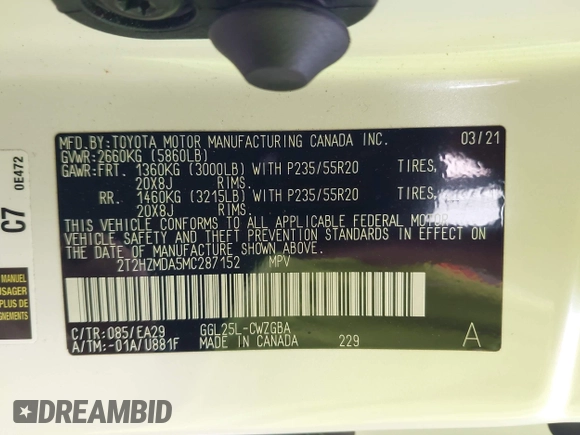 MFD.BY:TOYOTA MOTOR MANUFACTURING CANADA INC. 03/21
GVWR:2660KG (5860LB)
GAWR:FRT. 1360KG (3000LB) WITH P235/55R20 TIRES,
20X8J RIMS.
RR. 1460KG (3215LB) WITH P235/55R20 TIRES,
20X8J RIMS.
THIS VEHICLE CONFORMS TO ALL APPLICABLE FEDERAL MOTOR
VEHICLE SAFETY AND THEFT PREVENTION STANDARDS IN EFFECT ON
THE DATE OF MANUFACTURE SHOWN ABOVE.
2T2HZMDA5MC287152 MPV
C/TR:085/EA29 GGL25L-CWZGBA
A/TM:-01A/U881F MADE IN CANADA 229 A
C7 0E472
MANUEL
USAGER
PLUS DE
IGNEMENTS
DREAMBID